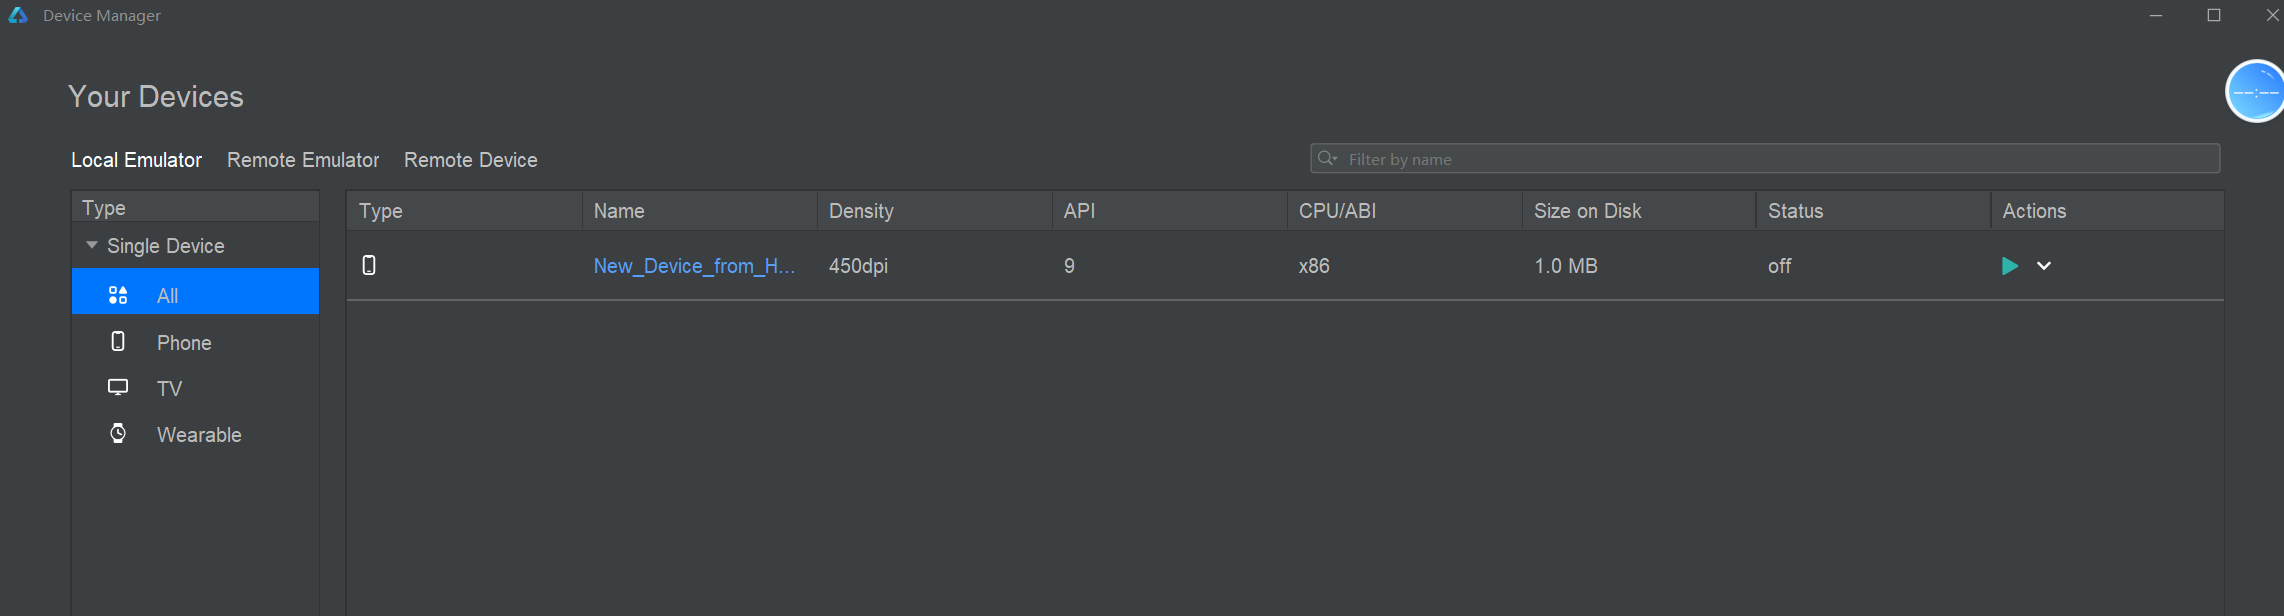 Device Manager
Your Devices
--:--
Local Emulator Remote Emulator Remote Device Filter by name
Type
Single Device
All
Phone
TV
Wearable
Type Name Density API CPU/ABI Size on Disk Status Actions
New_Device_from_H... 450dpi 9 x86 1.0 MB off